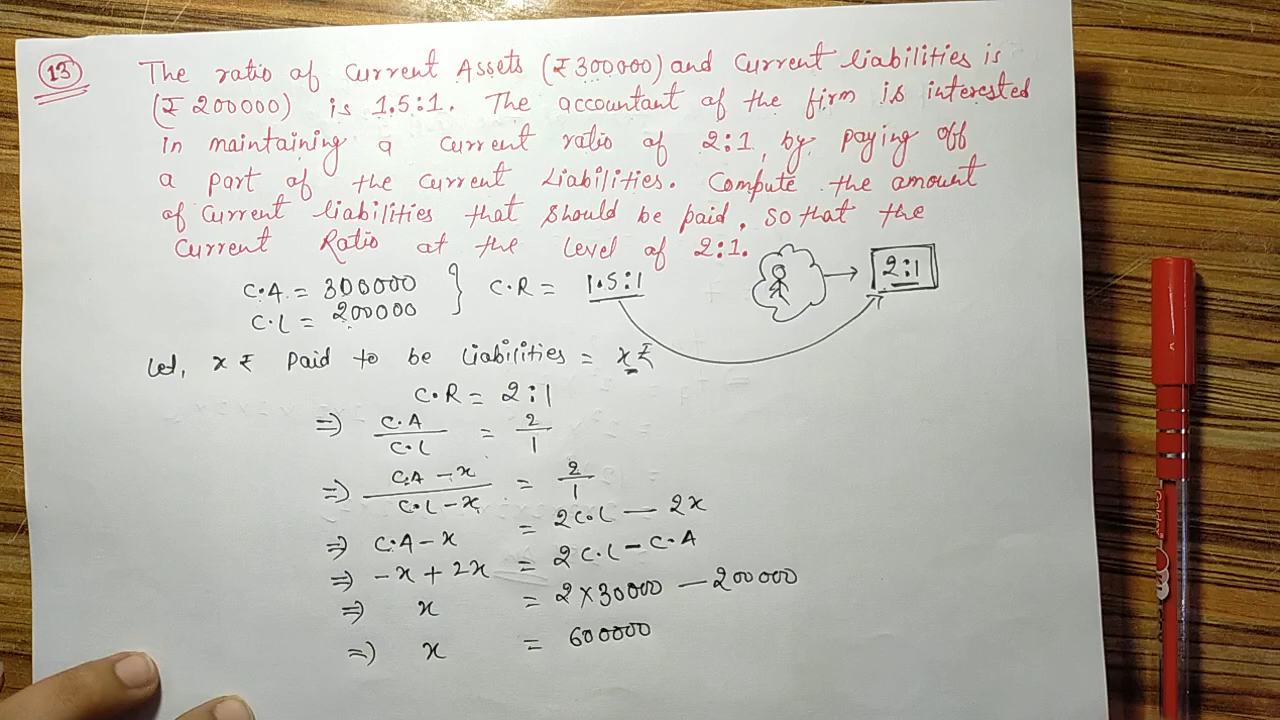 13 The ratio of Current Assets (₹ 300000) and Current liabilities is
(₹ 200000) is 1.5:1. The accountant of the firm is interested
in maintaining a current ratio of 2:1, by paying off
a part of the current Liabilities. Compute the amount
of current liabilities that should be paid, so that the
Current Ratio at the level of 2:1.
C.A. = 300000 } C.R = 1.5:1 → 2:1
C.L = 200000
Let, x ₹ Paid to be Liabilities = x ₹
C.R = 2:1
⇒ C.A / C.L = 2/1
⇒ C.A - x / C.L - x = 2/1
⇒ C.A - x = 2C.L - 2x
⇒ -x + 2x = 2C.L - C.A
⇒ x = 2 × 30000 - 200000
⇒ x = 600000